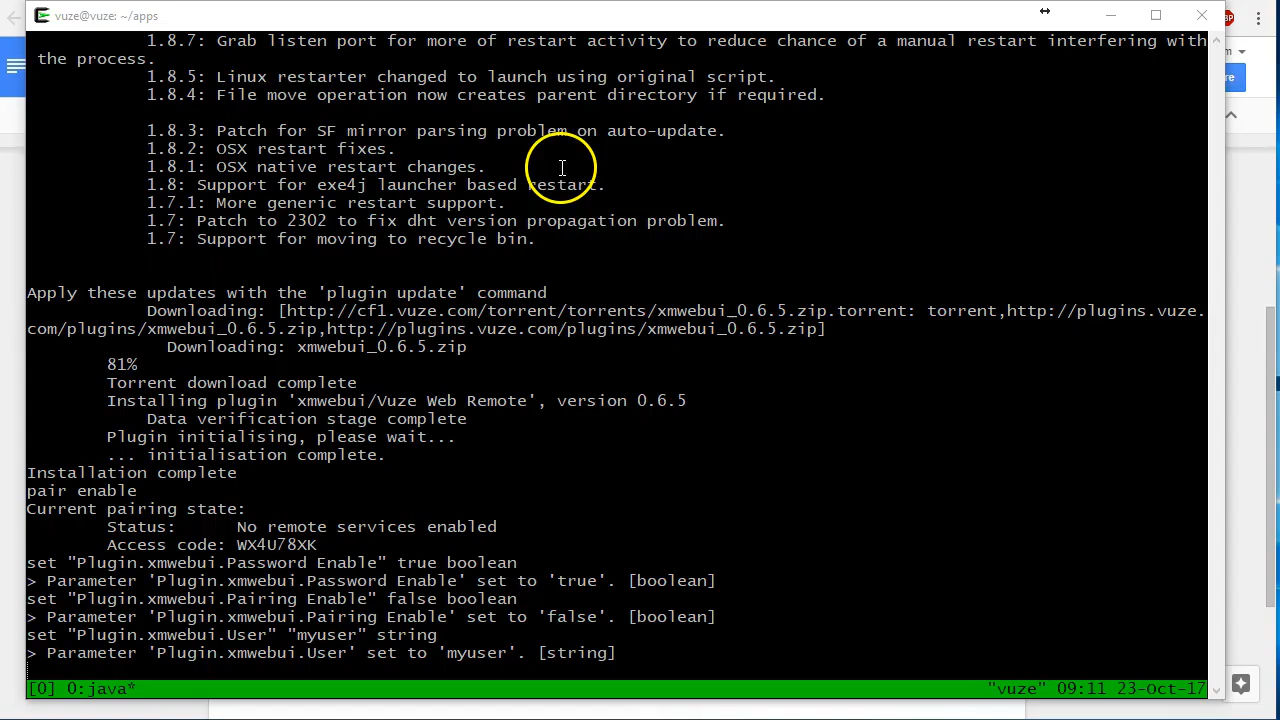 vuze@vuze: ~/apps
1.8.7: Grab listen port for more of restart activity to reduce chance of a manual restart interfering with
the process.
1.8.5: Linux restarter changed to launch using original script.
1.8.4: File move operation now creates parent directory if required.
1.8.3: Patch for SF mirror parsing problem on auto-update.
1.8.2: OSX restart fixes.
1.8.1: OSX native restart changes.
1.8: Support for exe4j launcher based restart.
1.7.1: More generic restart support.
1.7: Patch to 2302 to fix dht version propagation problem.
1.7: Support for moving to recycle bin.
Apply these updates with the 'plugin update' command
Downloading: [http://cf1.vuze.com/torrent/torrents/xmwebui_0.6.5.zip.torrent: torrent,http://plugins.vuze.
com/plugins/xmwebui_0.6.5.zip,http://plugins.vuze.com/plugins/xmwebui_0.6.5.zip]
Downloading: xmwebui_0.6.5.zip
81%
Torrent download complete
Installing plugin 'xmwebui/Vuze Web Remote', version 0.6.5
Data verification stage complete
Plugin initialising, please wait...
... initialisation complete.
Installation complete
pair enable
Current pairing state:
Status: No remote services enabled
Access code: WX4U78XK
set "Plugin.xmwebui.Password Enable" true boolean
> Parameter 'Plugin.xmwebui.Password Enable' set to 'true'. [boolean]
set "Plugin.xmwebui.Pairing Enable" false boolean
> Parameter 'Plugin.xmwebui.Pairing Enable' set to 'false'. [boolean]
set "Plugin.xmwebui.User" "myuser" string
> Parameter 'Plugin.xmwebui.User' set to 'myuser'. [string]
[0] 0:java* "vuze" 09:11 23-Oct-17